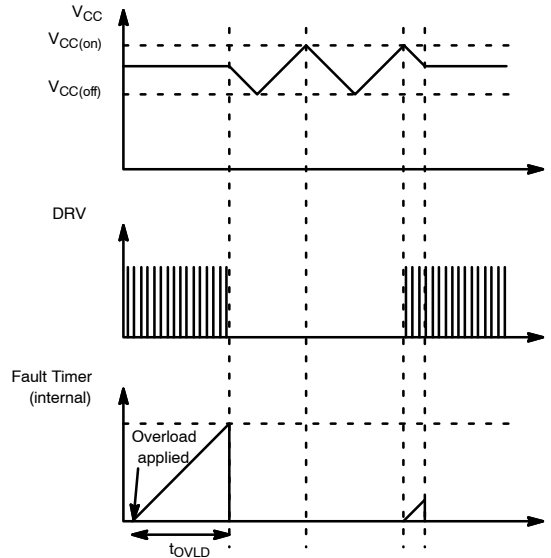 VCC
VCC(on)
VCC(off)
DRV
Fault Timer
(internal)
Overload
applied
tOVLD